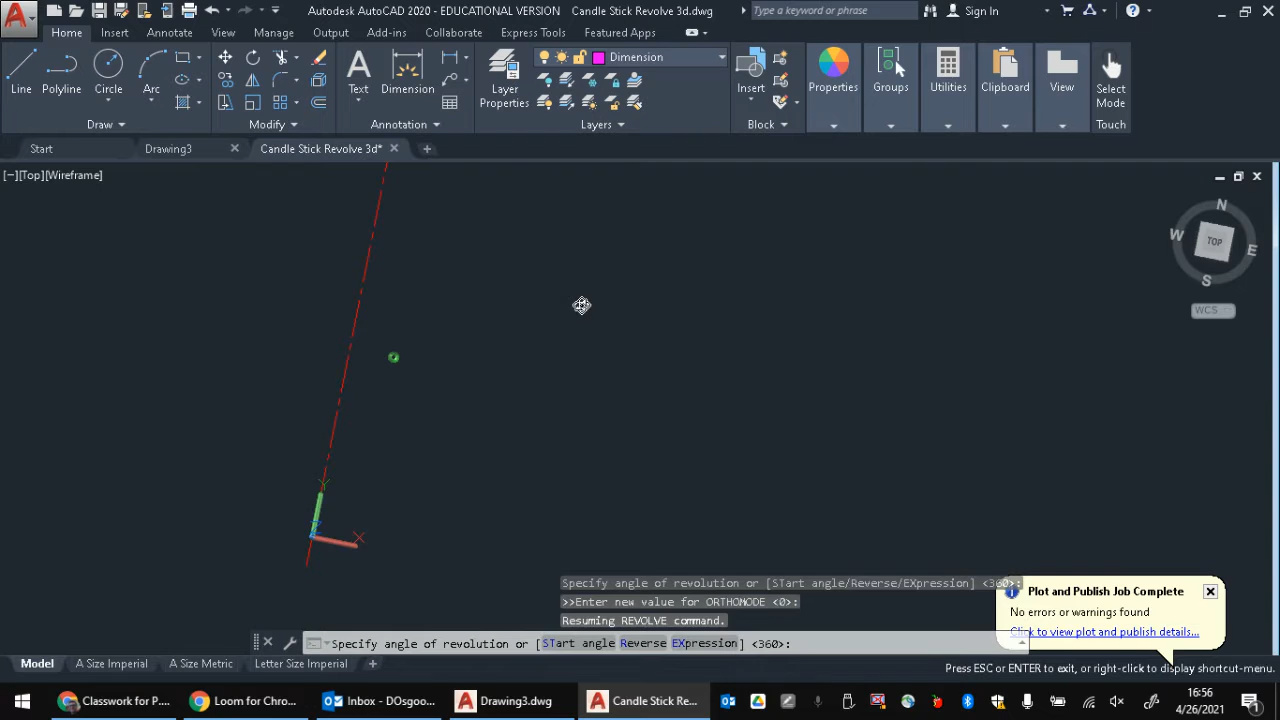 Autodesk AutoCAD 2020 - EDUCATIONAL VERSION Candle Stick Revolve 3d.dwg Type a keyword or phrase Sign In
Home Insert Annotate View Manage Output Add-ins Collaborate Express Tools Featured Apps
Line Polyline Circle Arc Text Dimension Layer Properties Dimension Insert Properties Groups Utilities Clipboard View Select Mode
Draw Modify Annotation Layers Block Touch
Start Drawing3 Candle Stick Revolve 3d*
[−][Top][Wireframe]
N
W TOP E
S
WCS
Y
X
Specify angle of revolution or [STart angle/Reverse/EXpression] <360>:
>>Enter new value for ORTHOMODE <0>:
Resuming REVOLVE command.
Specify angle of revolution or [STart angle Reverse EXpression] <360>:
Plot and Publish Job Complete
No errors or warnings found
Click to view plot and publish details...
Model A Size Imperial A Size Metric Letter Size Imperial
Press ESC or ENTER to exit, or right-click to display shortcut-menu.
Classwork for P... Loom for Chro... Inbox - DOsgoo... Drawing3.dwg Candle Stick Re...
16:56
4/26/2021
1